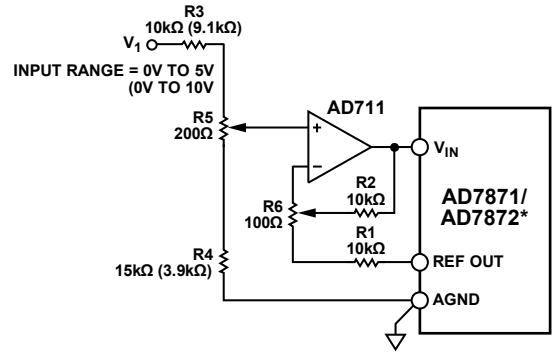 R3
10kΩ (9.1kΩ)
V1
INPUT RANGE = 0V TO 5V
(0V TO 10V
R5
200Ω
AD711
+
–
VIN
R2
10kΩ
R6
100Ω
AD7871/
AD7872*
R1
10kΩ
REF OUT
R4
15kΩ (3.9kΩ)
AGND